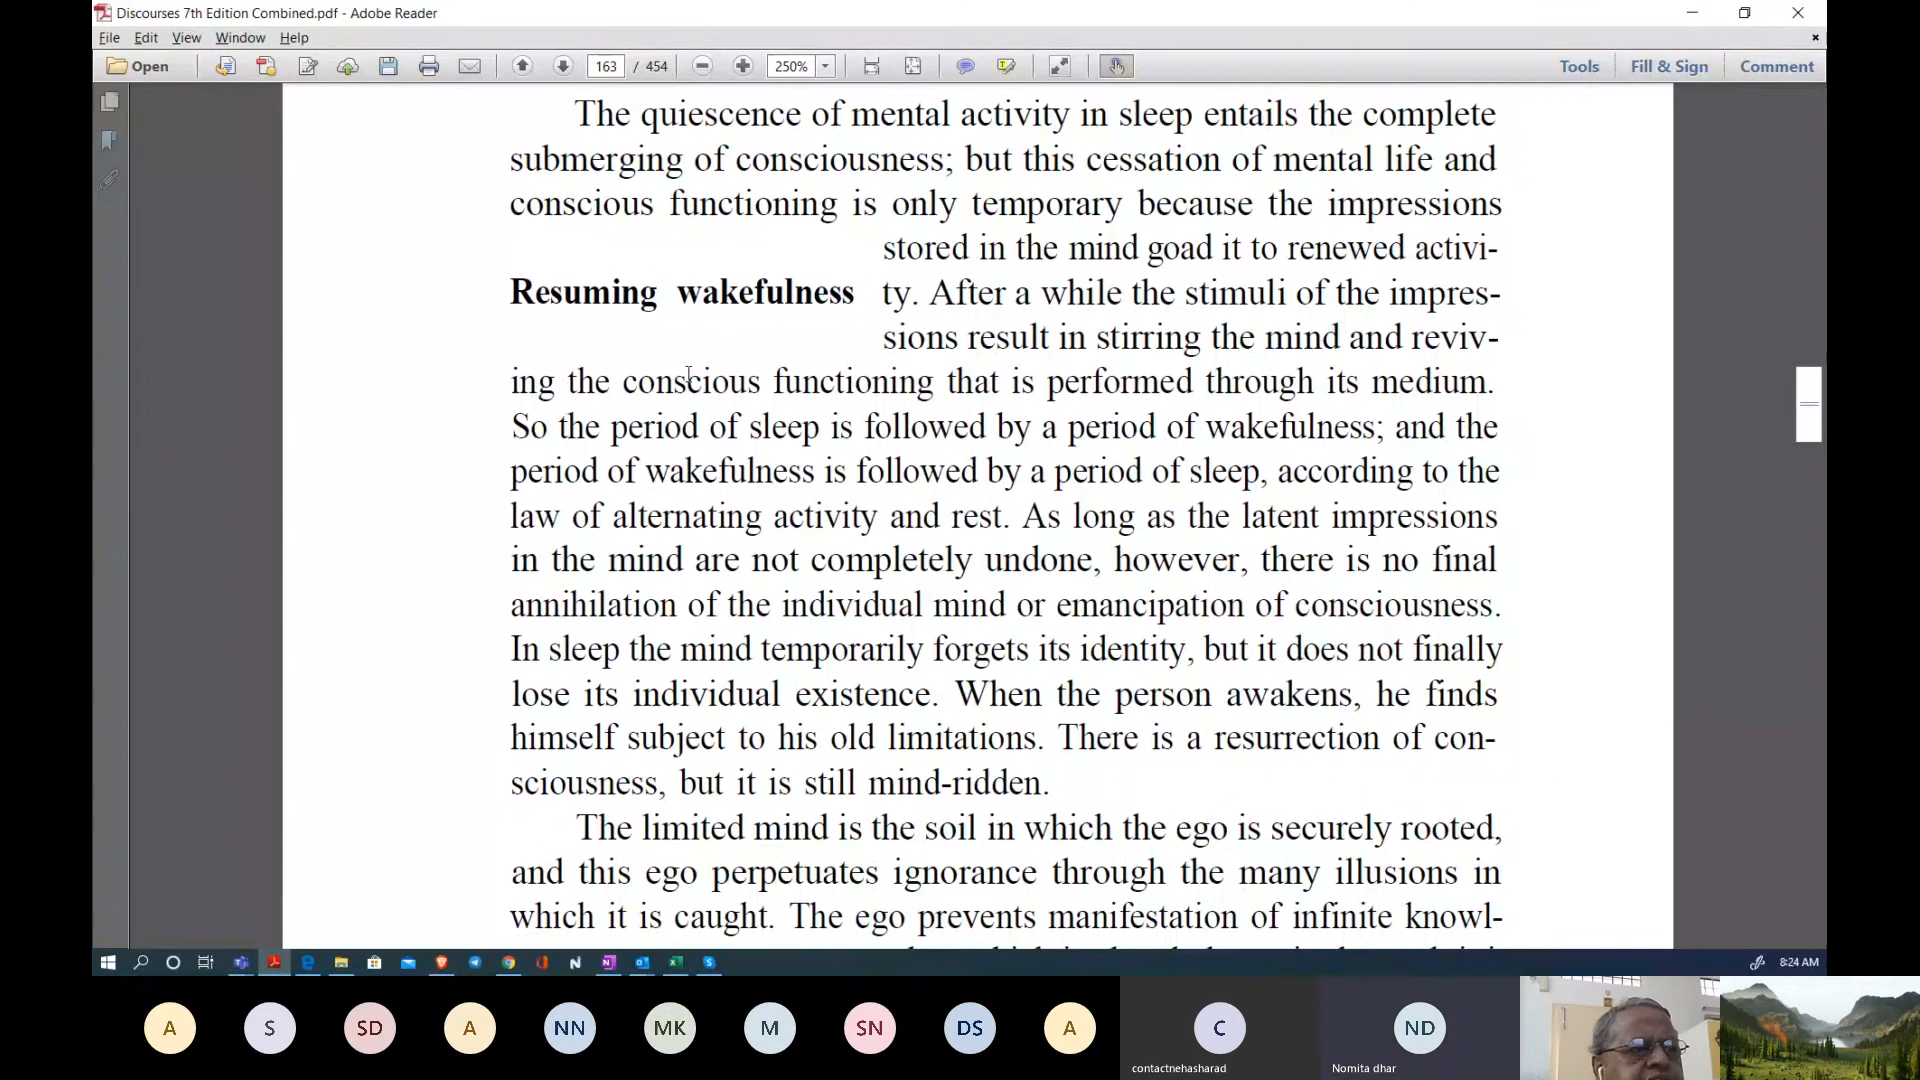 Discourses 7th Edition Combined.pdf - Adobe Reader
File Edit View Window Help
Open 163 / 454 250% Tools Fill & Sign Comment
The quiescence of mental activity in sleep entails the complete
submerging of consciousness; but this cessation of mental life and
conscious functioning is only temporary because the impressions
stored in the mind goad it to renewed activi-
Resuming wakefulness ty. After a while the stimuli of the impres-
sions result in stirring the mind and reviv-
ing the conscious functioning that is performed through its medium.
So the period of sleep is followed by a period of wakefulness; and the
period of wakefulness is followed by a period of sleep, according to the
law of alternating activity and rest. As long as the latent impressions
in the mind are not completely undone, however, there is no final
annihilation of the individual mind or emancipation of consciousness.
In sleep the mind temporarily forgets its identity, but it does not finally
lose its individual existence. When the person awakens, he finds
himself subject to his old limitations. There is a resurrection of con-
sciousness, but it is still mind-ridden.
The limited mind is the soil in which the ego is securely rooted,
and this ego perpetuates ignorance through the many illusions in
which it is caught. The ego prevents manifestation of infinite knowl-
8:24 AM
A S SD A NN MK M SN DS A C ND
contactnehasharad Nomita dhar